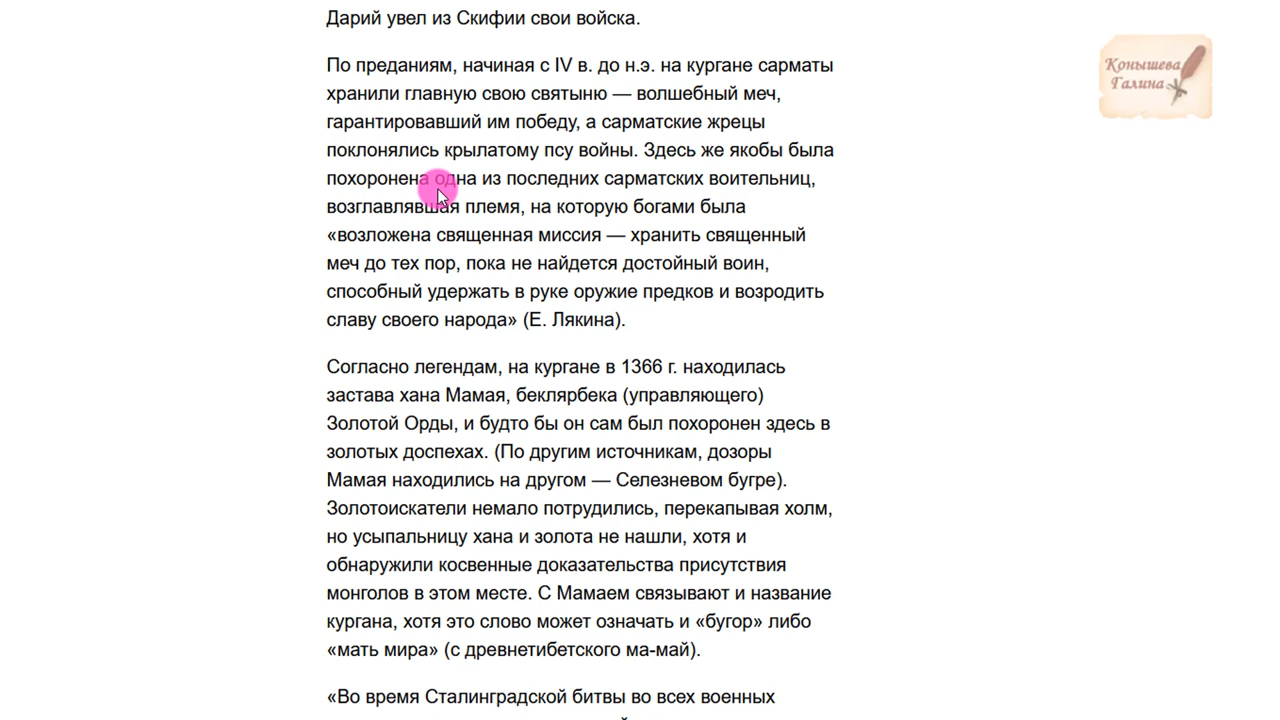 Дарий увел из Скифии свои войска.
По преданиям, начиная с IV в. до н.э. на кургане сарматы
хранили главную свою святыню — волшебный меч,
гарантировавший им победу, а сарматские жрецы
поклонялись крылатому псу войны. Здесь же якобы была
похоронена одна из последних сарматских воительниц,
возглавлявшая племя, на которую богами была
«возложена священная миссия — хранить священный
меч до тех пор, пока не найдется достойный воин,
способный удержать в руке оружие предков и возродить
славу своего народа» (Е. Лякина).
Согласно легендам, на кургане в 1366 г. находилась
застава хана Мамая, беклярбека (управляющего)
Золотой Орды, и будто бы он сам был похоронен здесь в
золотых доспехах. (По другим источникам, дозоры
Мамая находились на другом — Селезневом бугре).
Золотоискатели немало потрудились, перекапывая холм,
но усыпальницу хана и золота не нашли, хотя и
обнаружили косвенные доказательства присутствия
монголов в этом месте. С Мамаем связывают и название
кургана, хотя это слово может означать и «бугор» либо
«мать мира» (с древнетибетского ма-май).
«Во время Сталинградской битвы во всех военных
Конышева
Галина